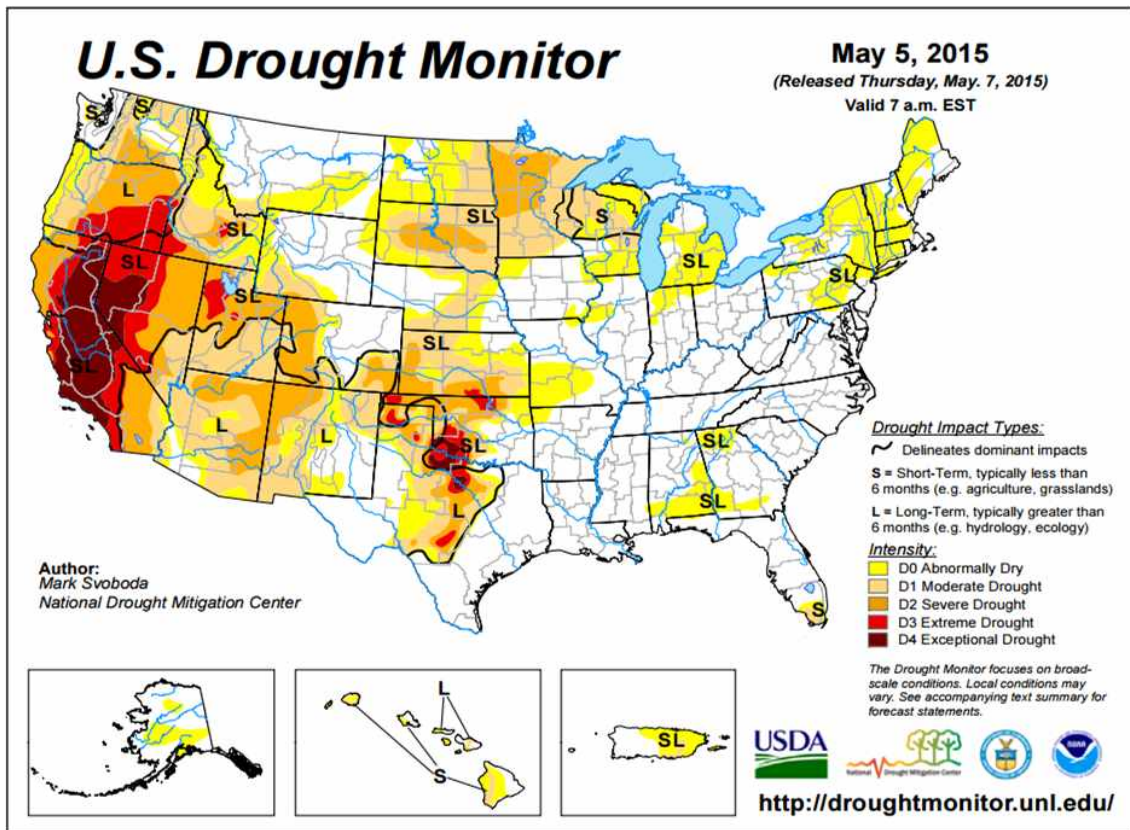 U.S. Drought Monitor
May 5, 2015
(Released Thursday, May. 7, 2015)
Valid 7 a.m. EST
S
S
L
SL
SL
SL
SL
SL
S
SL
SL
SL
L
L
SL
L
SL
SL
S
Drought Impact Types:
Delineates dominant impacts
S = Short-Term, typically less than
6 months (e.g. agriculture, grasslands)
L = Long-Term, typically greater than
6 months (e.g. hydrology, ecology)
Intensity:
D0 Abnormally Dry
D1 Moderate Drought
D2 Severe Drought
D3 Extreme Drought
D4 Exceptional Drought
Author:
Mark Svoboda
National Drought Mitigation Center
The Drought Monitor focuses on broad-
scale conditions. Local conditions may
vary. See accompanying text summary for
forecast statements.
L
S
SL
USDA
National Drought Mitigation Center
http://droughtmonitor.unl.edu/